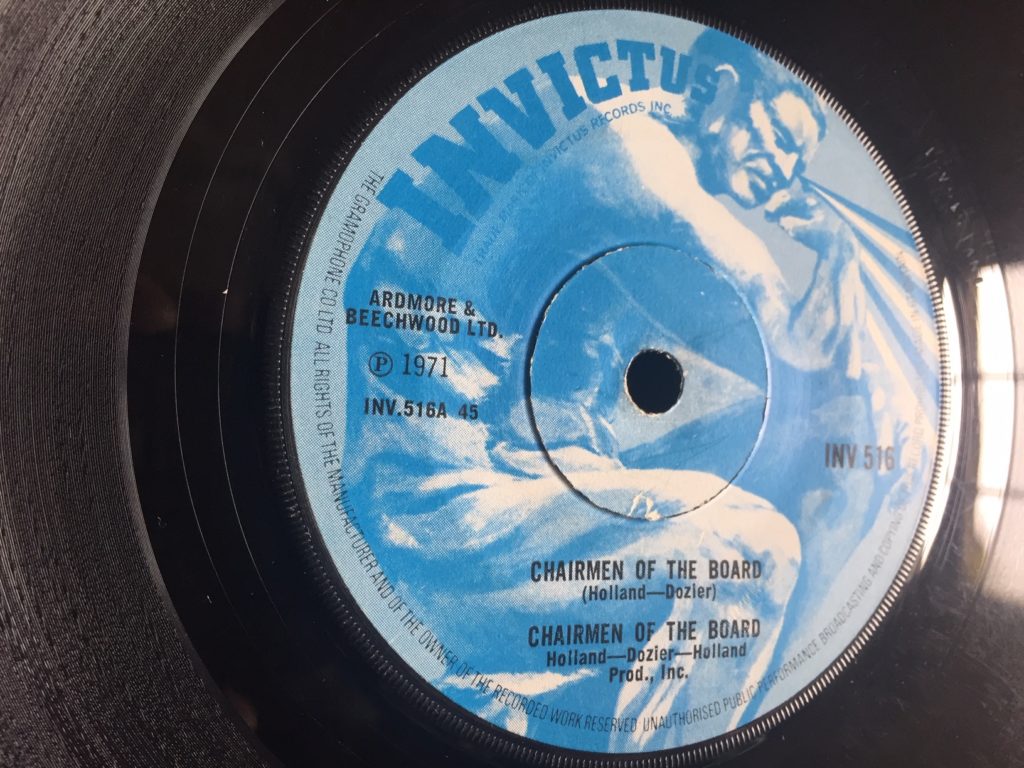 INVICTUS
INVICTUS RECORDS INC
ARDMORE &
BEECHWOOD LTD.
Ⓟ 1971
INV.516A 45
INV 516
CHAIRMEN OF THE BOARD
(Holland—Dozier)
CHAIRMEN OF THE BOARD
Holland—Dozier—Holland
Prod., Inc.
THE GRAMOPHONE CO. LTD. ALL RIGHTS OF THE MANUFACTURER AND OF THE OWNER OF THE RECORDED WORK RESERVED UNAUTHORISED PUBLIC PERFORMANCE BROADCASTING AND COPYING